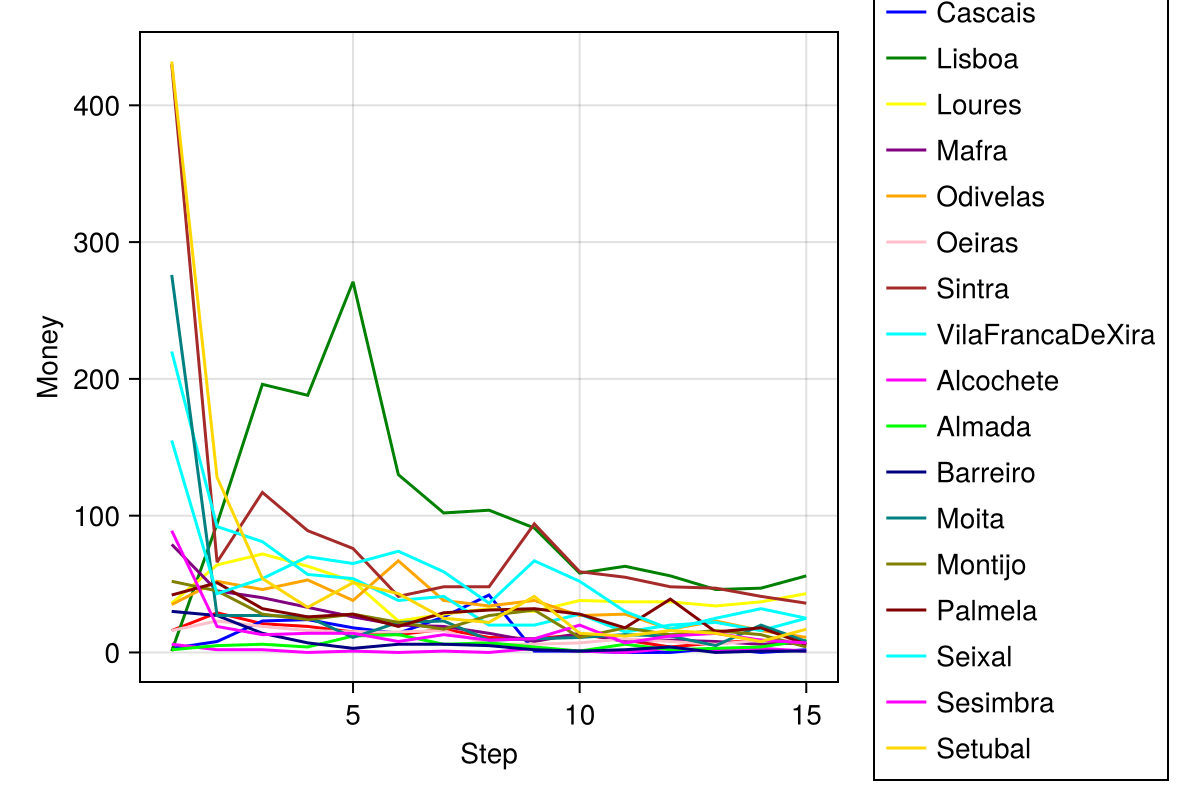 400
300
200
100
0
5
10
15
Money
Step
Cascais
Lisboa
Loures
Mafra
Odivelas
Oeiras
Sintra
VilaFrancaDeXira
Alcochete
Almada
Barreiro
Moita
Montijo
Palmela
Seixal
Sesimbra
Setubal